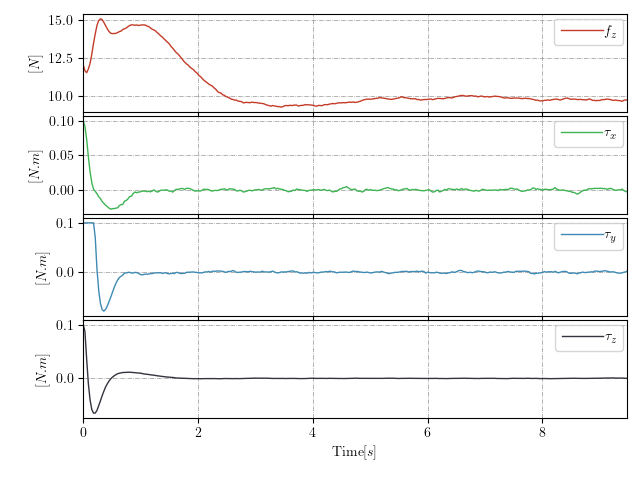 15.0
12.5
10.0
[N]
f_z
0.10
0.05
0.00
[N.m]
τ_x
0.1
0.0
[N.m]
τ_y
0.1
0.0
[N.m]
τ_z
0 2 4 6 8
Time[s]